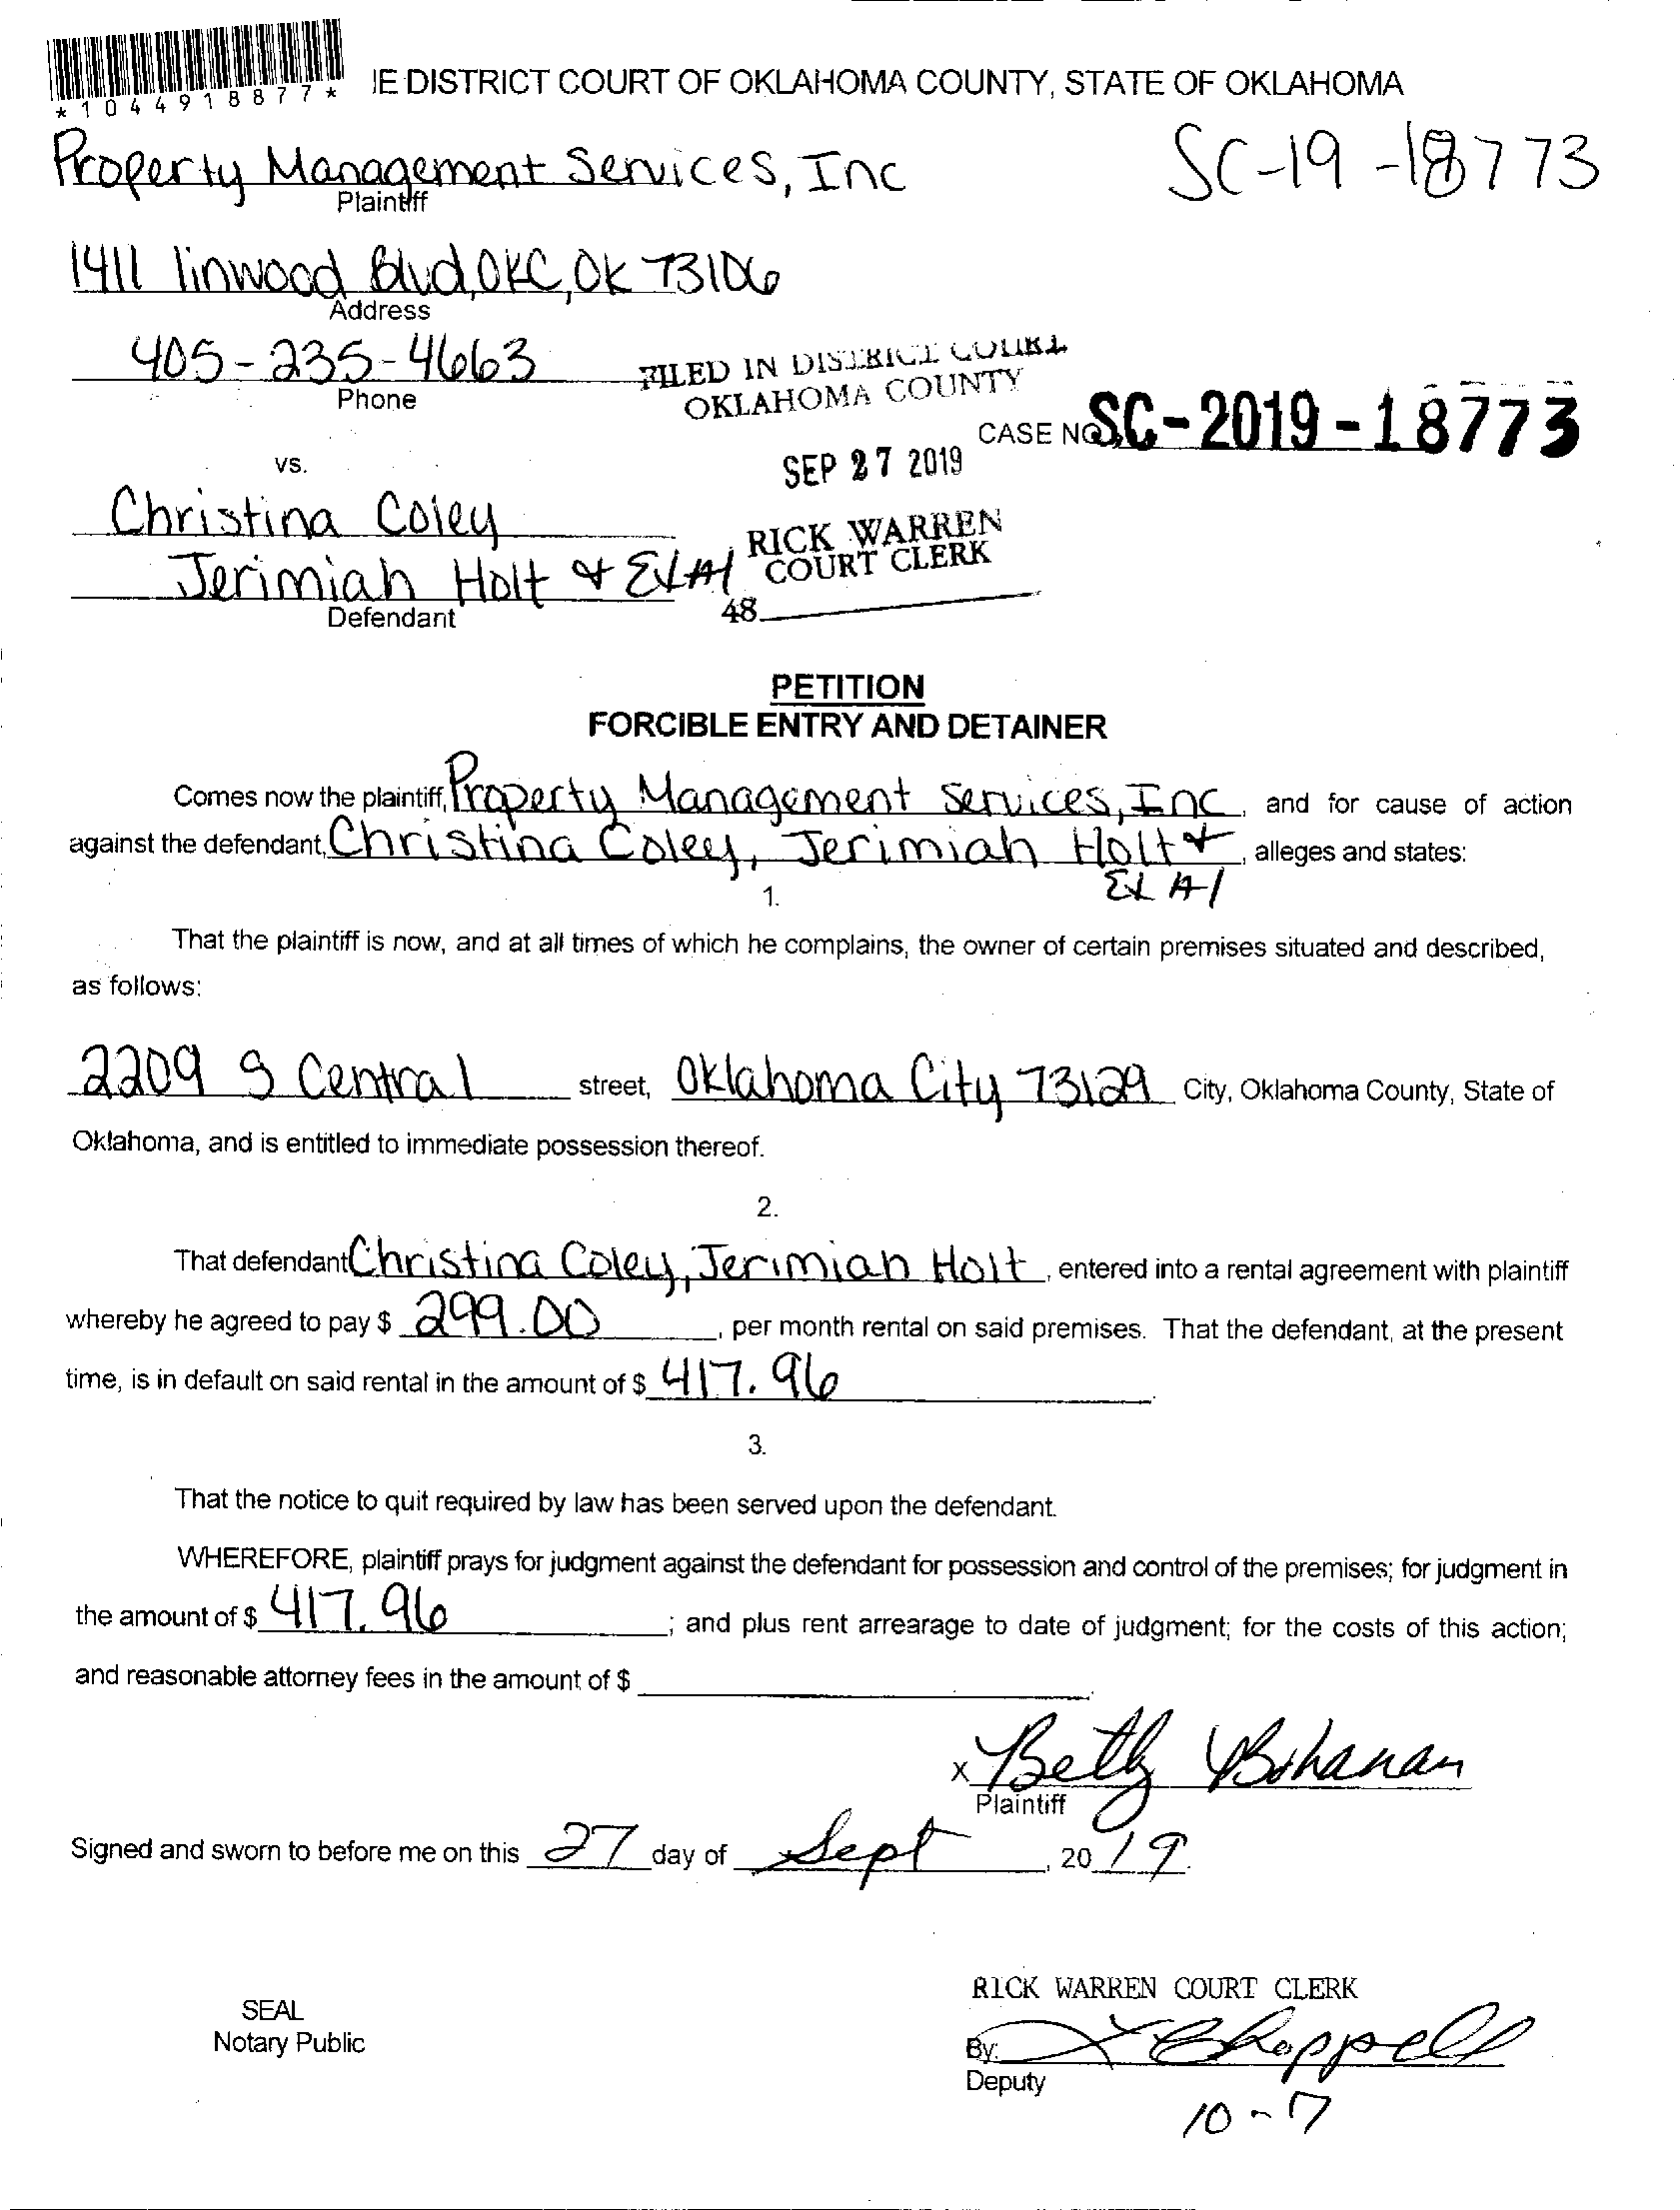 *1044918877*
IE DISTRICT COURT OF OKLAHOMA COUNTY, STATE OF OKLAHOMA
Property Management Services, Inc
SC-19-18773
Plaintiff
1411 linwood Blvd, OKC, OK 73106
Address
405-235-4663
Phone
FILED IN DISTRICT COURT
OKLAHOMA COUNTY
CASE NO. SC-2019-18773
SEP 27 2019
vs.
Christina Coley
RICK WARREN
COURT CLERK
Jerimiah Holt &
48
Defendant
PETITION
FORCIBLE ENTRY AND DETAINER
Comes now the plaintiff, Property Management Services, Inc, and for cause of action
against the defendant, Christina Coley, Jerimiah Holt &, alleges and states:
1.
That the plaintiff is now, and at all times of which he complains, the owner of certain premises situated and described,
as follows:
2209 S Central street, Oklahoma City 73129 City, Oklahoma County, State of
Oklahoma, and is entitled to immediate possession thereof.
2.
That defendant Christina Coley, Jerimiah Holt, entered into a rental agreement with plaintiff
whereby he agreed to pay $ 299.00, per month rental on said premises. That the defendant, at the present
time, is in default on said rental in the amount of $ 417.96.
3.
That the notice to quit required by law has been served upon the defendant.
WHEREFORE, plaintiff prays for judgment against the defendant for possession and control of the premises; for judgment in
the amount of $ 417.96; and plus rent arrearage to date of judgment; for the costs of this action;
and reasonable attorney fees in the amount of $
x Betty Bohanan
Plaintiff
Signed and sworn to before me on this 27 day of Sept, 2019.
RICK WARREN COURT CLERK
SEAL
Notary Public
By: Chappell
Deputy
10-17